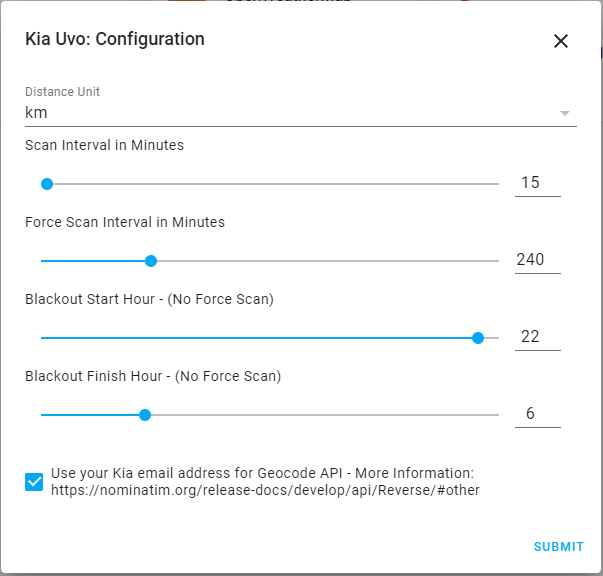 Kia Uvo: Configuration
Distance Unit
km
Scan Interval in Minutes
15
Force Scan Interval in Minutes
240
Blackout Start Hour - (No Force Scan)
22
Blackout Finish Hour - (No Force Scan)
6
Use your Kia email address for Geocode API - More Information:
https://nominatim.org/release-docs/develop/api/Reverse/#other
SUBMIT